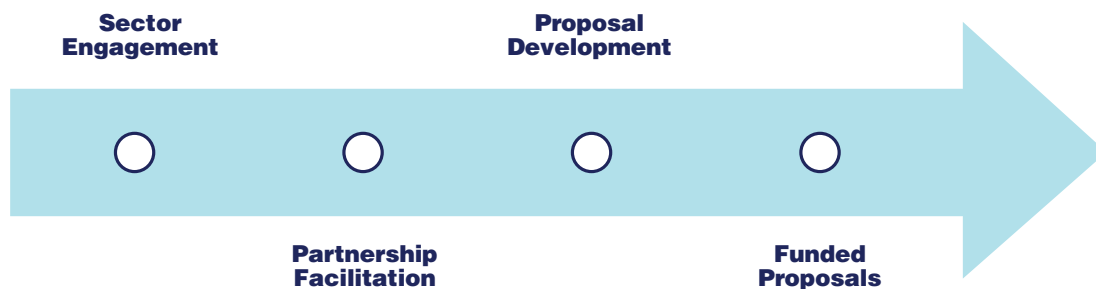 Sector
Engagement
Partnership
Facilitation
Proposal
Development
Funded
Proposals